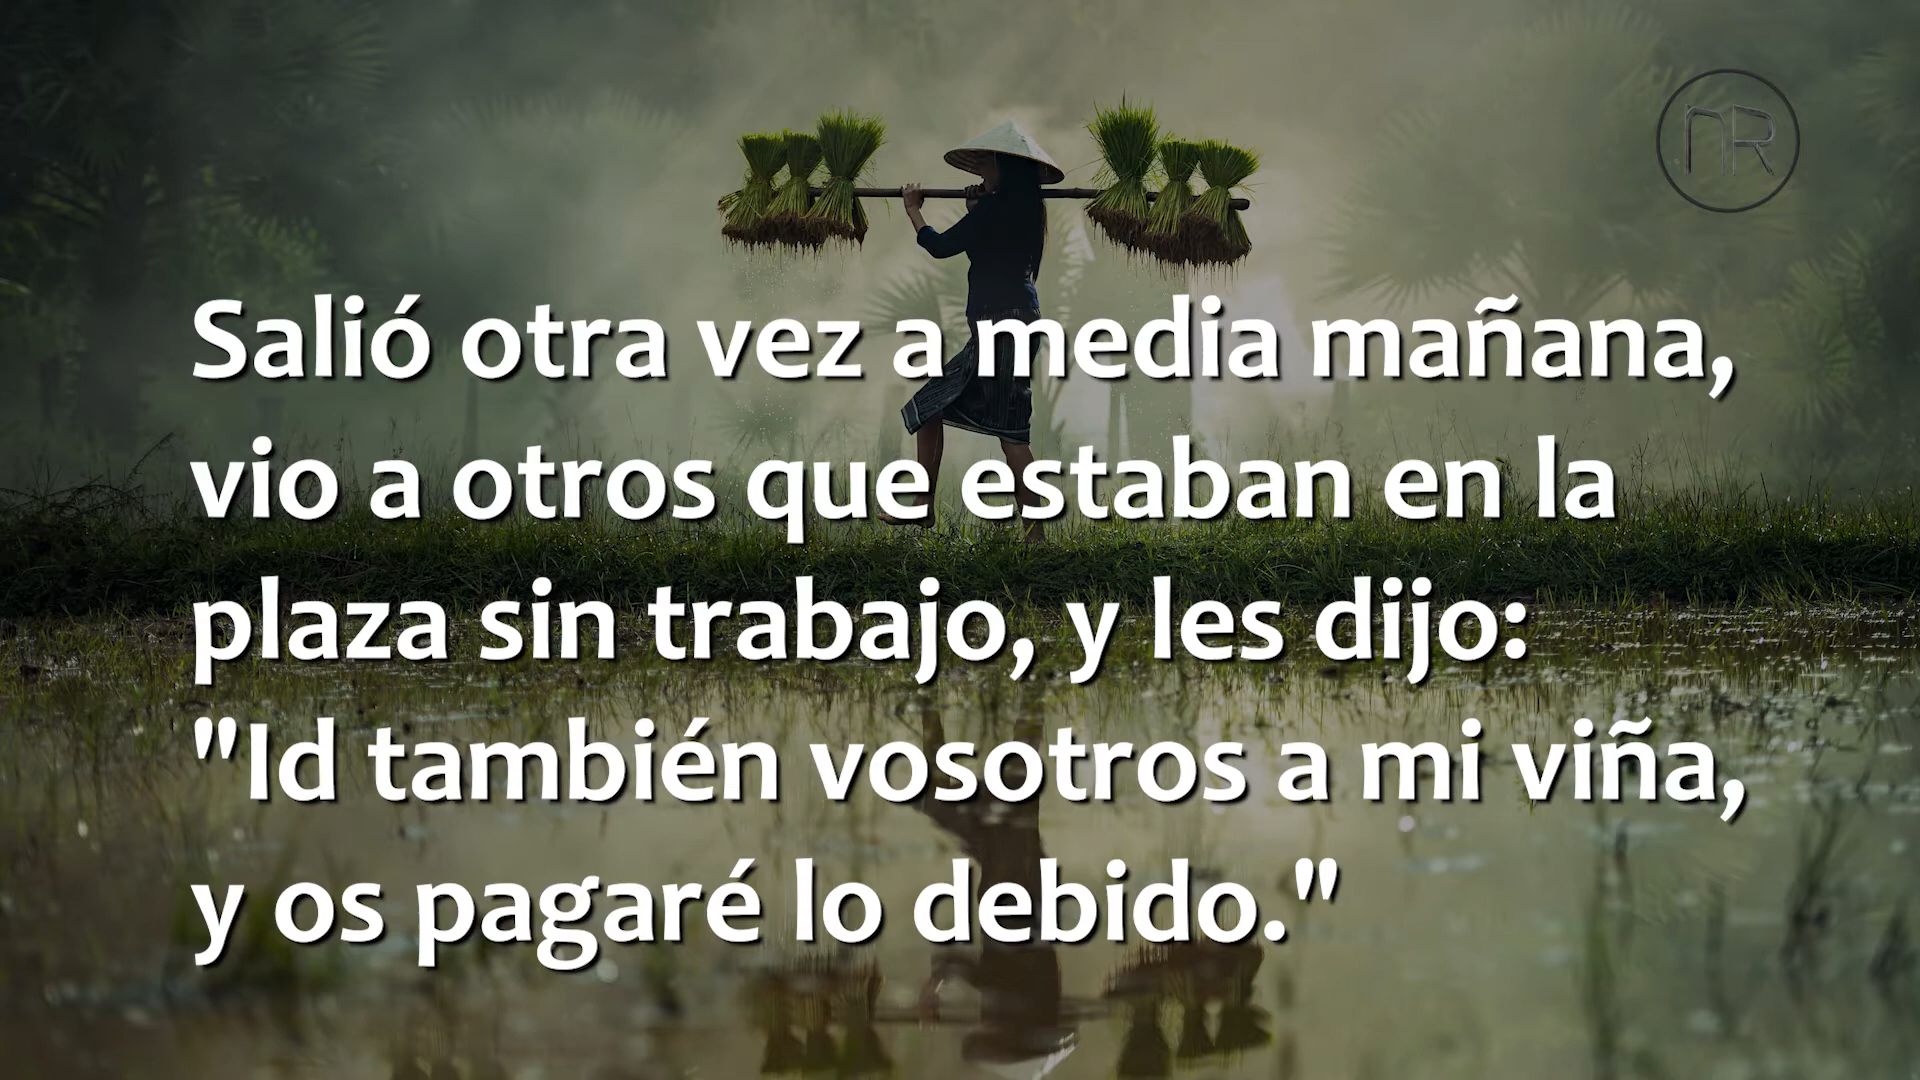 NR
Salió otra vez a media mañana,
vio a otros que estaban en la
plaza sin trabajo, y les dijo:
"Id también vosotros a mi viña,
y os pagaré lo debido."